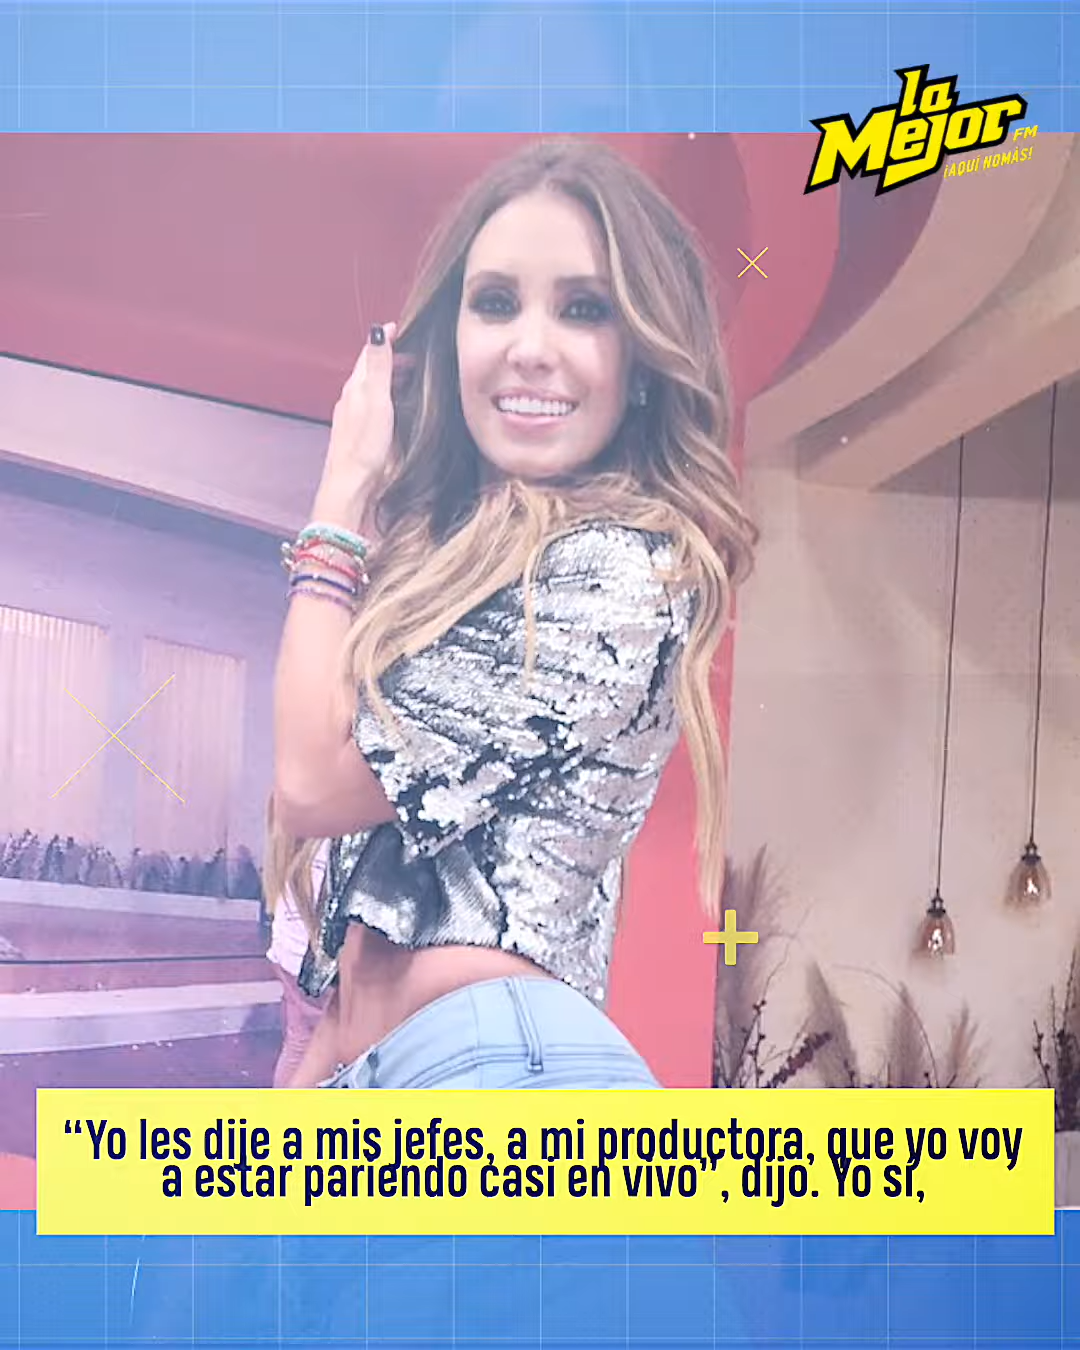 la
Mejor
FM
¡AQUÍ NOMÁS!
“Yo les dije a mis jefes, a mi productora, que yo voy
a estar pariendo casi en vivo”, dijo. Yo sí,